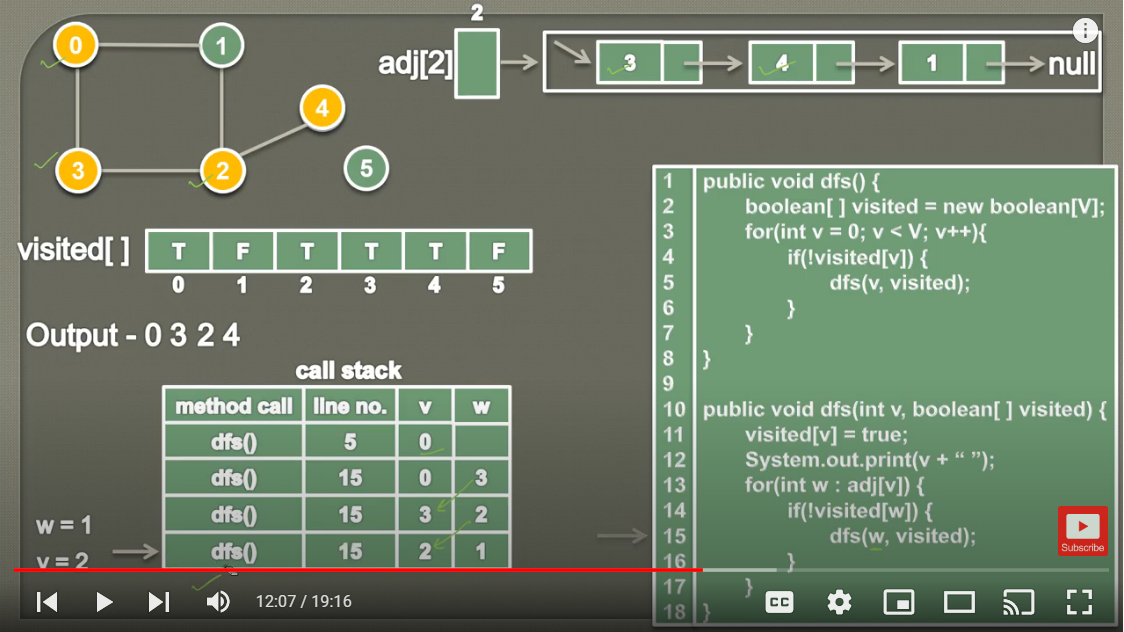 0
1
4
3
2
5
2
adj[2]
3 4 1 null
visited[ ] T F T T T F
0 1 2 3 4 5
Output - 0 3 2 4
call stack
method call line no. v w
dfs() 5 0
dfs() 15 0 3
dfs() 15 3 2
dfs() 15 2 1
w = 1
v = 2
1 public void dfs() {
2 boolean[ ] visited = new boolean[V];
3 for(int v = 0; v < V; v++){
4 if(!visited[v]) {
5 dfs(v, visited);
6 }
7 }
8 }
9
10 public void dfs(int v, boolean[ ] visited) {
11 visited[v] = true;
12 System.out.print(v + “ ”);
13 for(int w : adj[v]) {
14 if(!visited[w]) {
15 dfs(w, visited);
16 }
17 }
18 }
Subscribe
12:07 / 19:16
CC
i